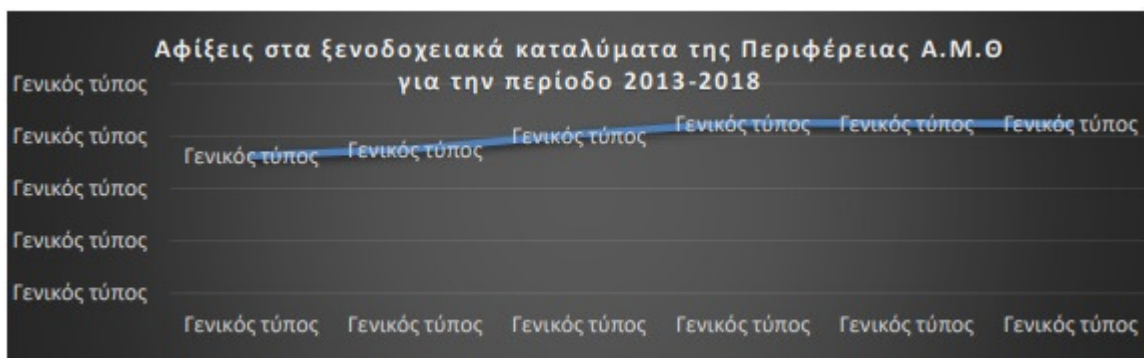 Αφίξεις στα ξενοδοχειακά καταλύματα της Περιφέρειας Α.Μ.Θ
για την περίοδο 2013-2018
Γενικός τύπος
Γενικός τύπος
Γενικός τύπος
Γενικός τύπος
Γενικός τύπος
Γενικός τύπος Γενικός τύπος Γενικός τύπος Γενικός τύπος Γενικός τύπος Γενικός τύπος
Γενικός τύπος Γενικός τύπος Γενικός τύπος Γενικός τύπος Γενικός τύπος Γενικός τύπος